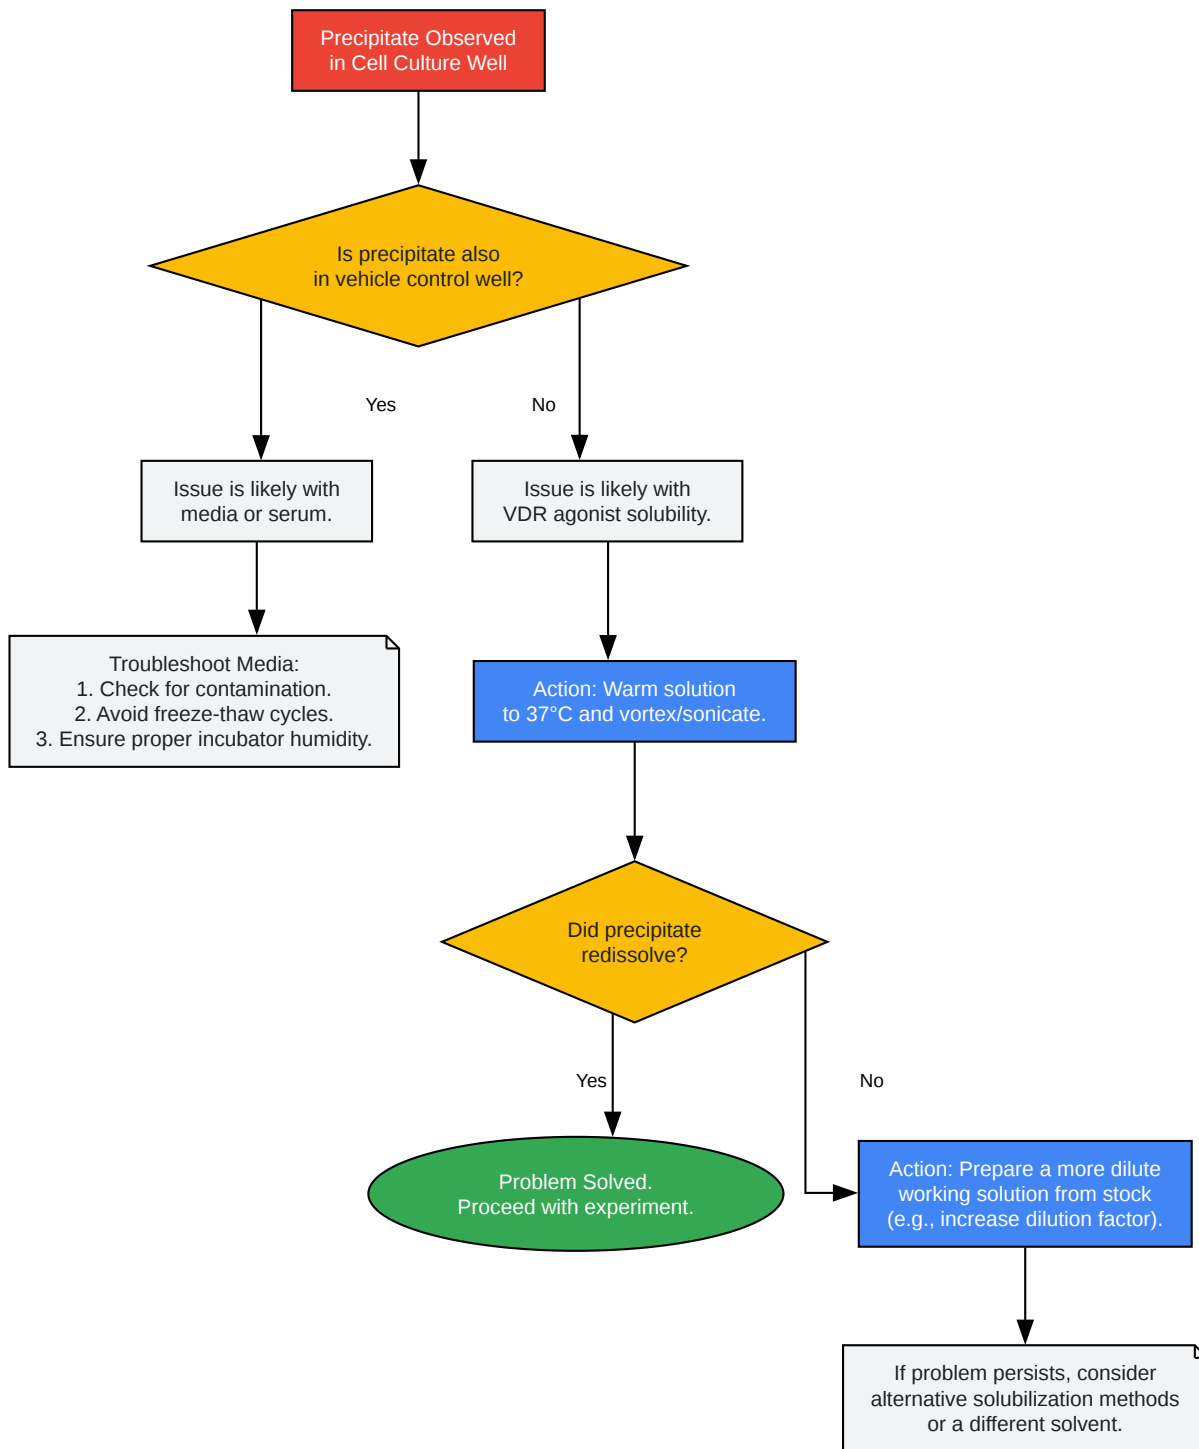 Precipitate Observed
in Cell Culture Well
Is precipitate also
in vehicle control well?
Yes
No
Issue is likely with
media or serum.
Issue is likely with
VDR agonist solubility.
Troubleshoot Media:
1. Check for contamination.
2. Avoid freeze-thaw cycles.
3. Ensure proper incubator humidity.
Action: Warm solution
to 37°C and vortex/sonicate.
Did precipitate
redissolve?
Yes
No
Problem Solved.
Proceed with experiment.
Action: Prepare a more dilute
working solution from stock
(e.g., increase dilution factor).
If problem persists, consider
alternative solubilization methods
or a different solvent.